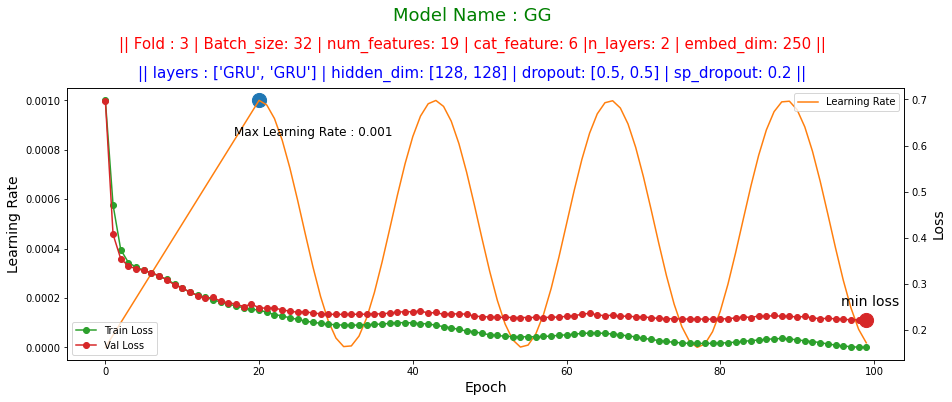 Model Name : GG
|| Fold : 3 | Batch_size: 32 | num_features: 19 | cat_feature: 6 |n_layers: 2 | embed_dim: 250 ||
|| layers : ['GRU', 'GRU'] | hidden_dim: [128, 128] | dropout: [0.5, 0.5] | sp_dropout: 0.2 ||
Learning Rate
0.0010
0.0008
0.0006
0.0004
0.0002
0.0000
Max Learning Rate : 0.001
Learning Rate
min loss
Train Loss
Val Loss
0.7
0.6
0.5
0.4
0.3
0.2
Loss
0 20 40 60 80 100
Epoch